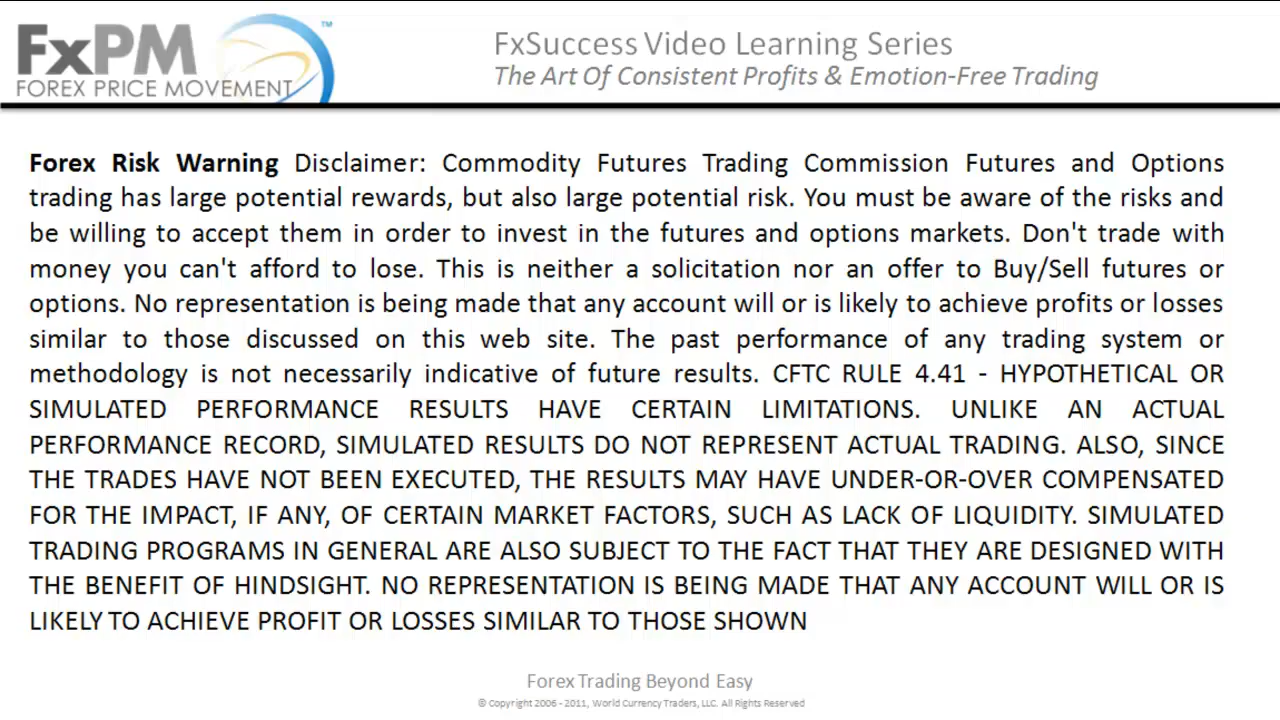 FxPM
FOREX PRICE MOVEMENT
TM
FxSuccess Video Learning Series
The Art Of Consistent Profits & Emotion-Free Trading
Forex Risk Warning Disclaimer: Commodity Futures Trading Commission Futures and Options
trading has large potential rewards, but also large potential risk. You must be aware of the risks and
be willing to accept them in order to invest in the futures and options markets. Don't trade with
money you can't afford to lose. This is neither a solicitation nor an offer to Buy/Sell futures or
options. No representation is being made that any account will or is likely to achieve profits or losses
similar to those discussed on this web site. The past performance of any trading system or
methodology is not necessarily indicative of future results. CFTC RULE 4.41 - HYPOTHETICAL OR
SIMULATED PERFORMANCE RESULTS HAVE CERTAIN LIMITATIONS. UNLIKE AN ACTUAL
PERFORMANCE RECORD, SIMULATED RESULTS DO NOT REPRESENT ACTUAL TRADING. ALSO, SINCE
THE TRADES HAVE NOT BEEN EXECUTED, THE RESULTS MAY HAVE UNDER-OR-OVER COMPENSATED
FOR THE IMPACT, IF ANY, OF CERTAIN MARKET FACTORS, SUCH AS LACK OF LIQUIDITY. SIMULATED
TRADING PROGRAMS IN GENERAL ARE ALSO SUBJECT TO THE FACT THAT THEY ARE DESIGNED WITH
THE BENEFIT OF HINDSIGHT. NO REPRESENTATION IS BEING MADE THAT ANY ACCOUNT WILL OR IS
LIKELY TO ACHIEVE PROFIT OR LOSSES SIMILAR TO THOSE SHOWN
Forex Trading Beyond Easy
© Copyright 2006 - 2011, World Currency Traders, LLC. All Rights Reserved